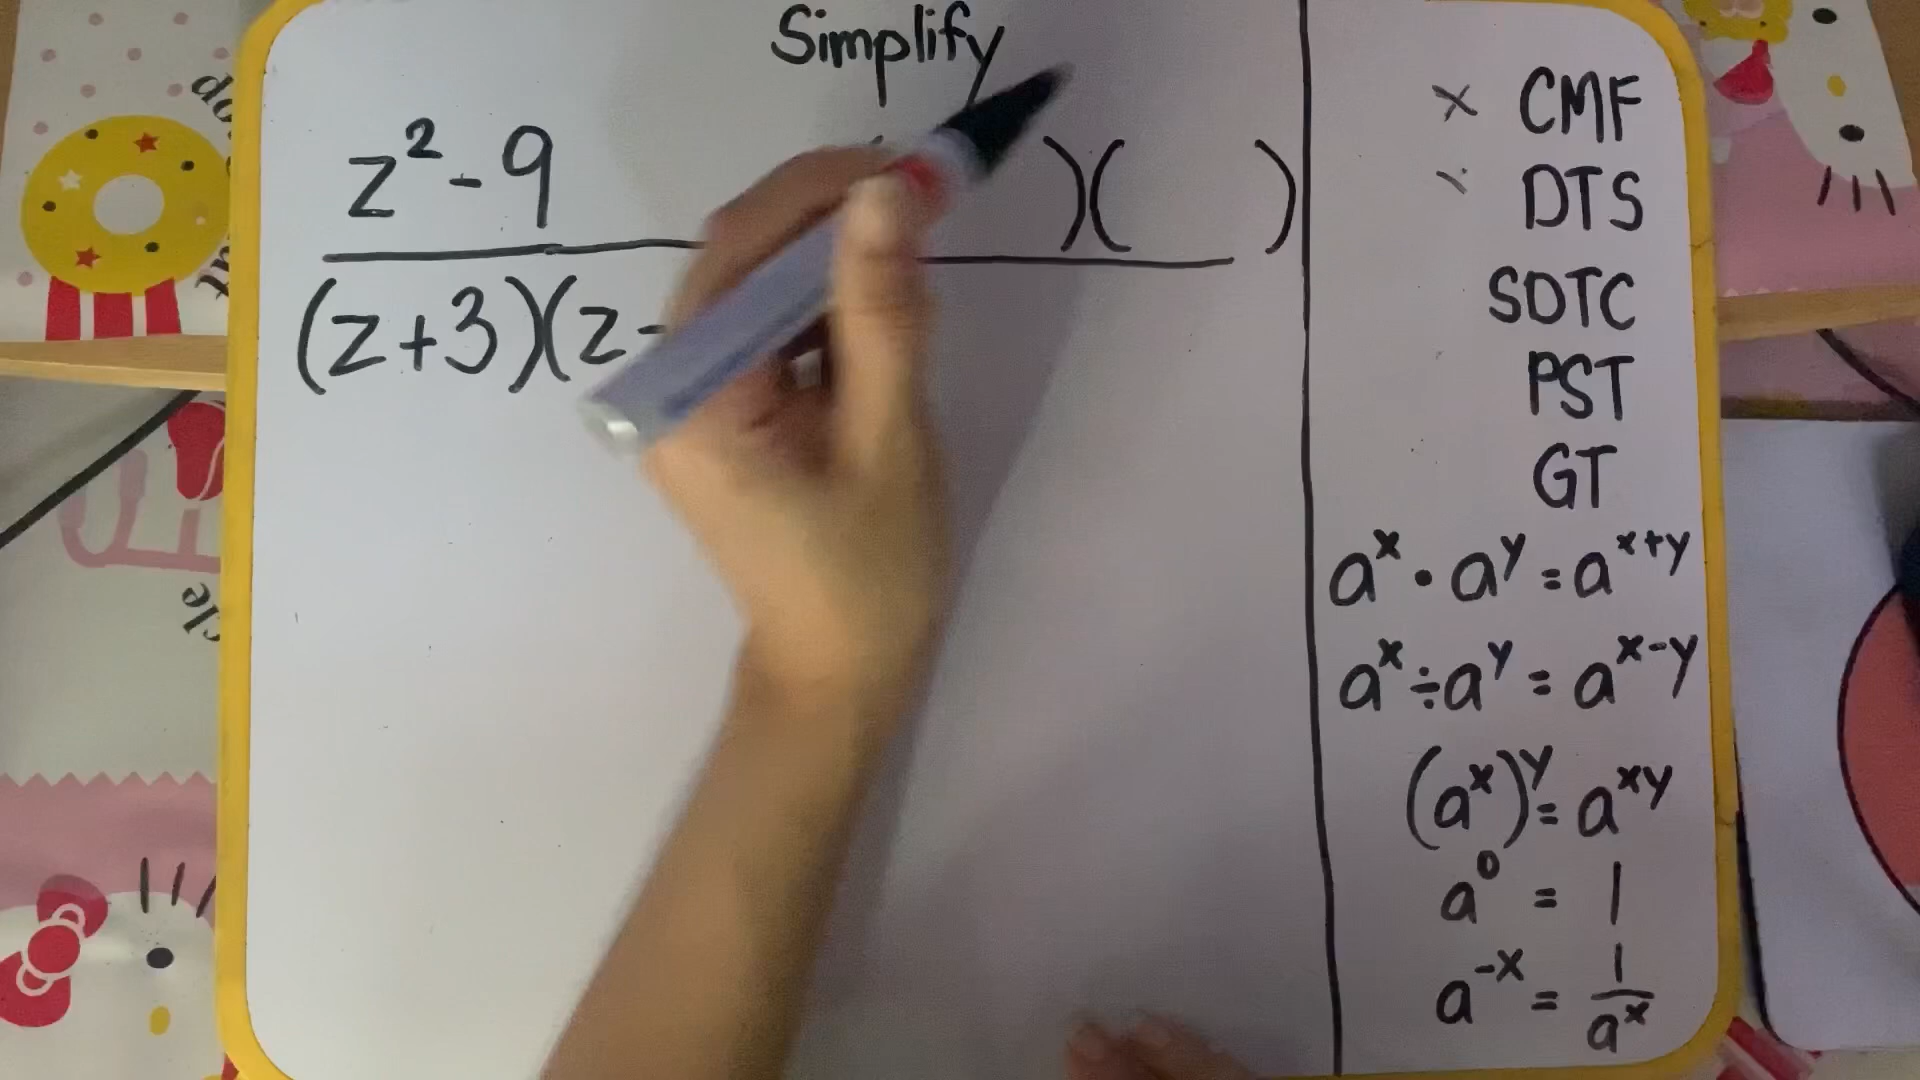 Simplify
z² - 9
( )( )
(z+3)(z-
× CMF
DTS
SDTC
PST
GT
aˣ · aʸ = aˣ⁺ʸ
aˣ ÷ aʸ = aˣ⁻ʸ
(aˣ)ʸ = aˣʸ
a⁰ = 1
a⁻ˣ = 1/aˣ
cle